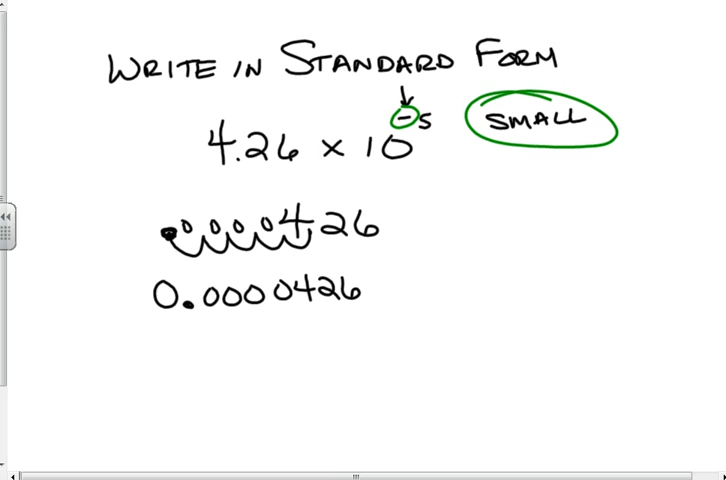 WRITE IN STANDARD FORM
4.26 × 10⁻⁵
SMALL
.0000426
0.0000426